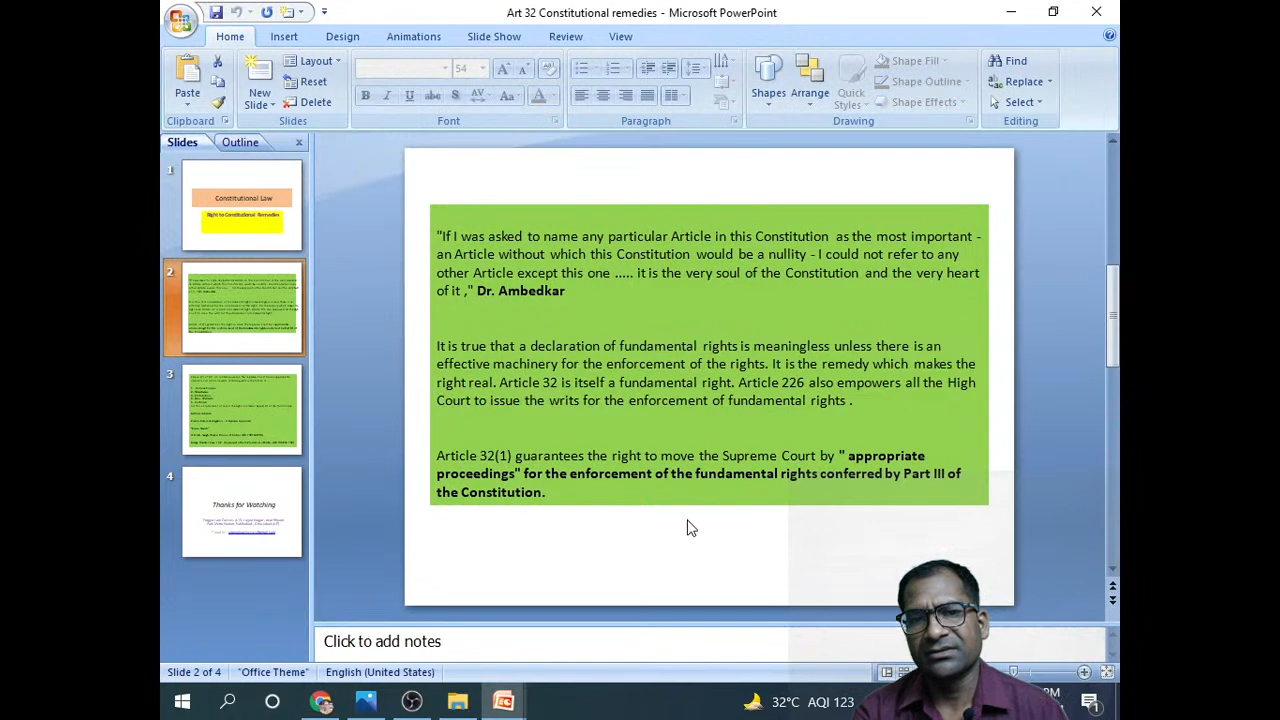 Art 32 Constitutional remedies - Microsoft PowerPoint
Home Insert Design Animations Slide Show Review View
Paste
Clipboard
New Slide
Layout
Reset
Delete
Slides
54
B I U abc S AV Aa A
Font
Paragraph
Shapes
Arrange
Quick Styles
Shape Fill
Shape Outline
Shape Effects
Drawing
Find
Replace
Select
Editing
Slides Outline
1
Constitutional Law
Right to Constitutional Remedies
2
3
4
Thanks for Watching
"If I was asked to name any particular Article in this Constitution as the most important -
an Article without which this Constitution would be a nullity - I could not refer to any
other Article except this one ..... it is the very soul of the Constitution and the very heart
of it ," Dr. Ambedkar
It is true that a declaration of fundamental rights is meaningless unless there is an
effective machinery for the enforcement of the rights. It is the remedy which makes the
right real. Article 32 is itself a fundamental right. Article 226 also empowers all the High
Court to issue the writs for the enforcement of fundamental rights .
Article 32(1) guarantees the right to move the Supreme Court by " appropriate
proceedings" for the enforcement of the fundamental rights conferred by Part III of
the Constitution.
Click to add notes
Slide 2 of 4 "Office Theme" English (United States)
32°C AQI 123